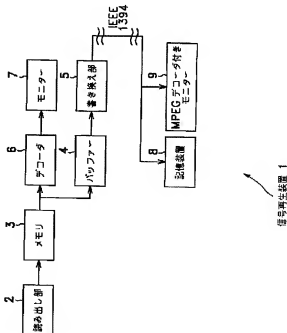 2
読み出し部
3
メモリ
6
デコーダ
7
モニター
4
バッファー
5
書き換え部
IEEE
1394
8
記憶装置
9
MPEGデコーダ付き
モニター
信号再生装置 1